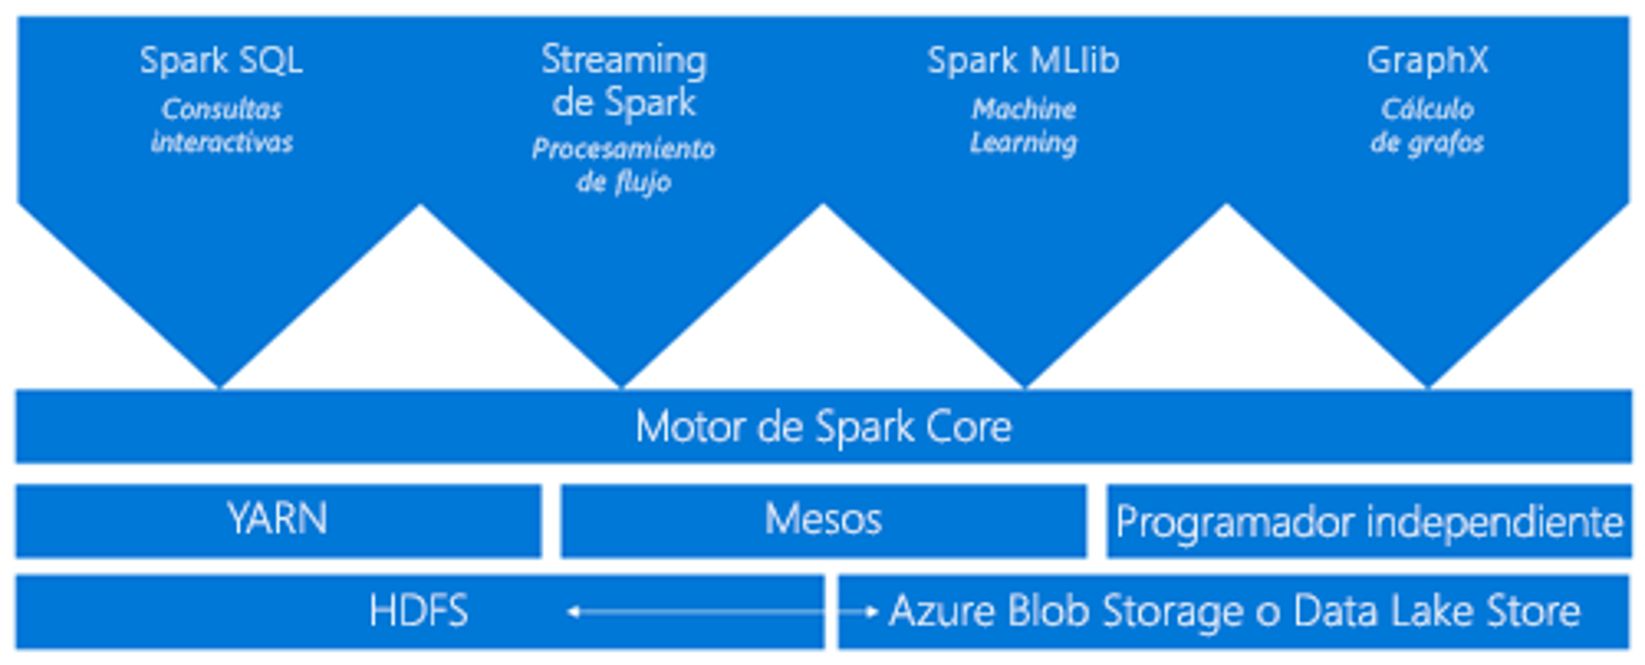 Spark SQL
Consultas
interactivas
Streaming
de Spark
Procesamiento
de flujo
Spark MLlib
Machine
Learning
GraphX
Cálculo
de grafos
Motor de Spark Core
YARN
Mesos
Programador independiente
HDFS
Azure Blob Storage o Data Lake Store